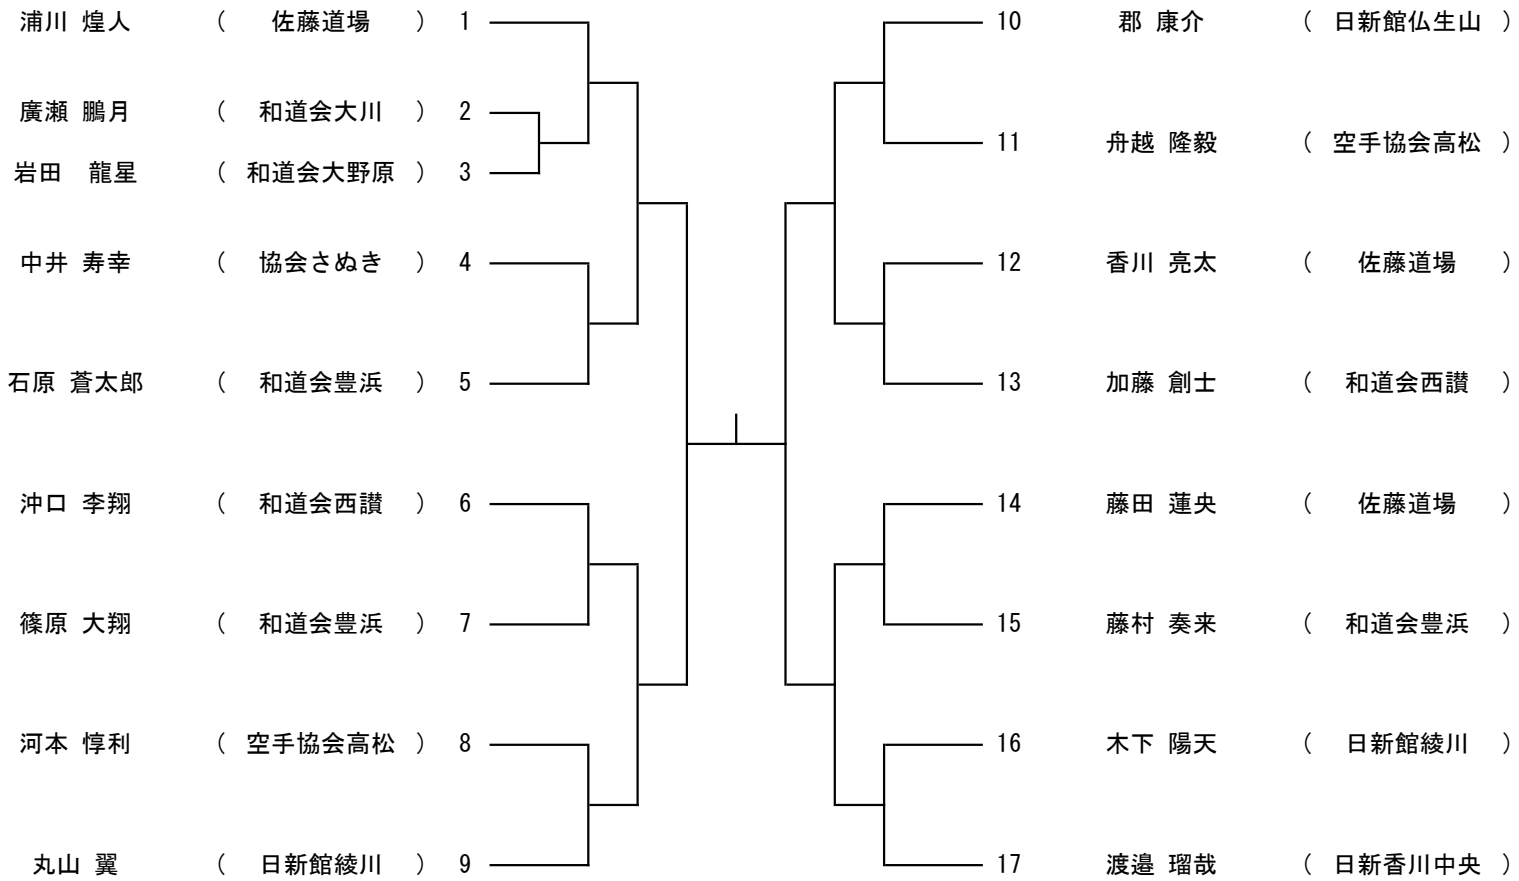 浦川 煌人 （ 佐藤道場 ） 1
廣瀬 鵬月 （ 和道会大川 ） 2
岩田　龍星 （ 和道会大野原 ） 3
中井 寿幸 （ 協会さぬき ） 4
石原 蒼太郎 （ 和道会豊浜 ） 5
沖口 李翔 （ 和道会西讃 ） 6
篠原 大翔 （ 和道会豊浜 ） 7
河本 惇利 （ 空手協会高松 ） 8
丸山 翼 （ 日新館綾川 ） 9
10 郡 康介 （ 日新館仏生山 ）
11 舟越 隆毅 （ 空手協会高松 ）
12 香川 亮太 （ 佐藤道場 ）
13 加藤 創士 （ 和道会西讃 ）
14 藤田 蓮央 （ 佐藤道場 ）
15 藤村 奏来 （ 和道会豊浜 ）
16 木下 陽天 （ 日新館綾川 ）
17 渡邉 瑠哉 （ 日新香川中央 ）